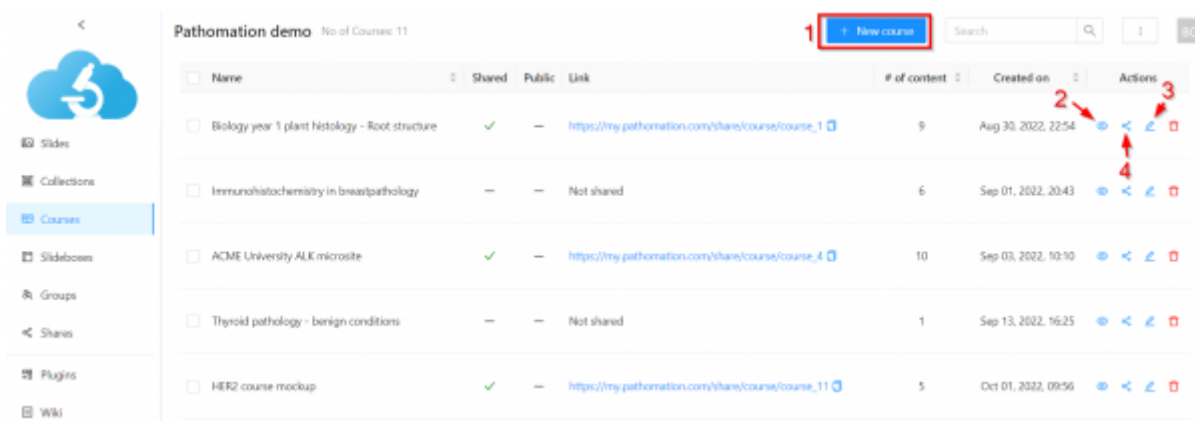 Pathomation demo No of Courses: 11
1
+ New course
Search
Name Shared Public Link # of content Created on Actions
2
3
4
Biology year 1 plant histology - Root structure — https://my.pathomation.com/share/course/course_1 9 Aug 30, 2022, 22:54
Immunohistochemistry in breastpathology — — Not shared 6 Sep 01, 2022, 20:43
ACME University ALK microsite — https://my.pathomation.com/share/course/course_4 10 Sep 03, 2022, 10:10
Thyroid pathology - benign conditions — — Not shared 1 Sep 13, 2022, 16:25
HER2 course mockup — https://my.pathomation.com/share/course/course_11 5 Oct 01, 2022, 09:56
Slides
Collections
Courses
Slideboxes
Groups
Shares
Plugins
Wiki